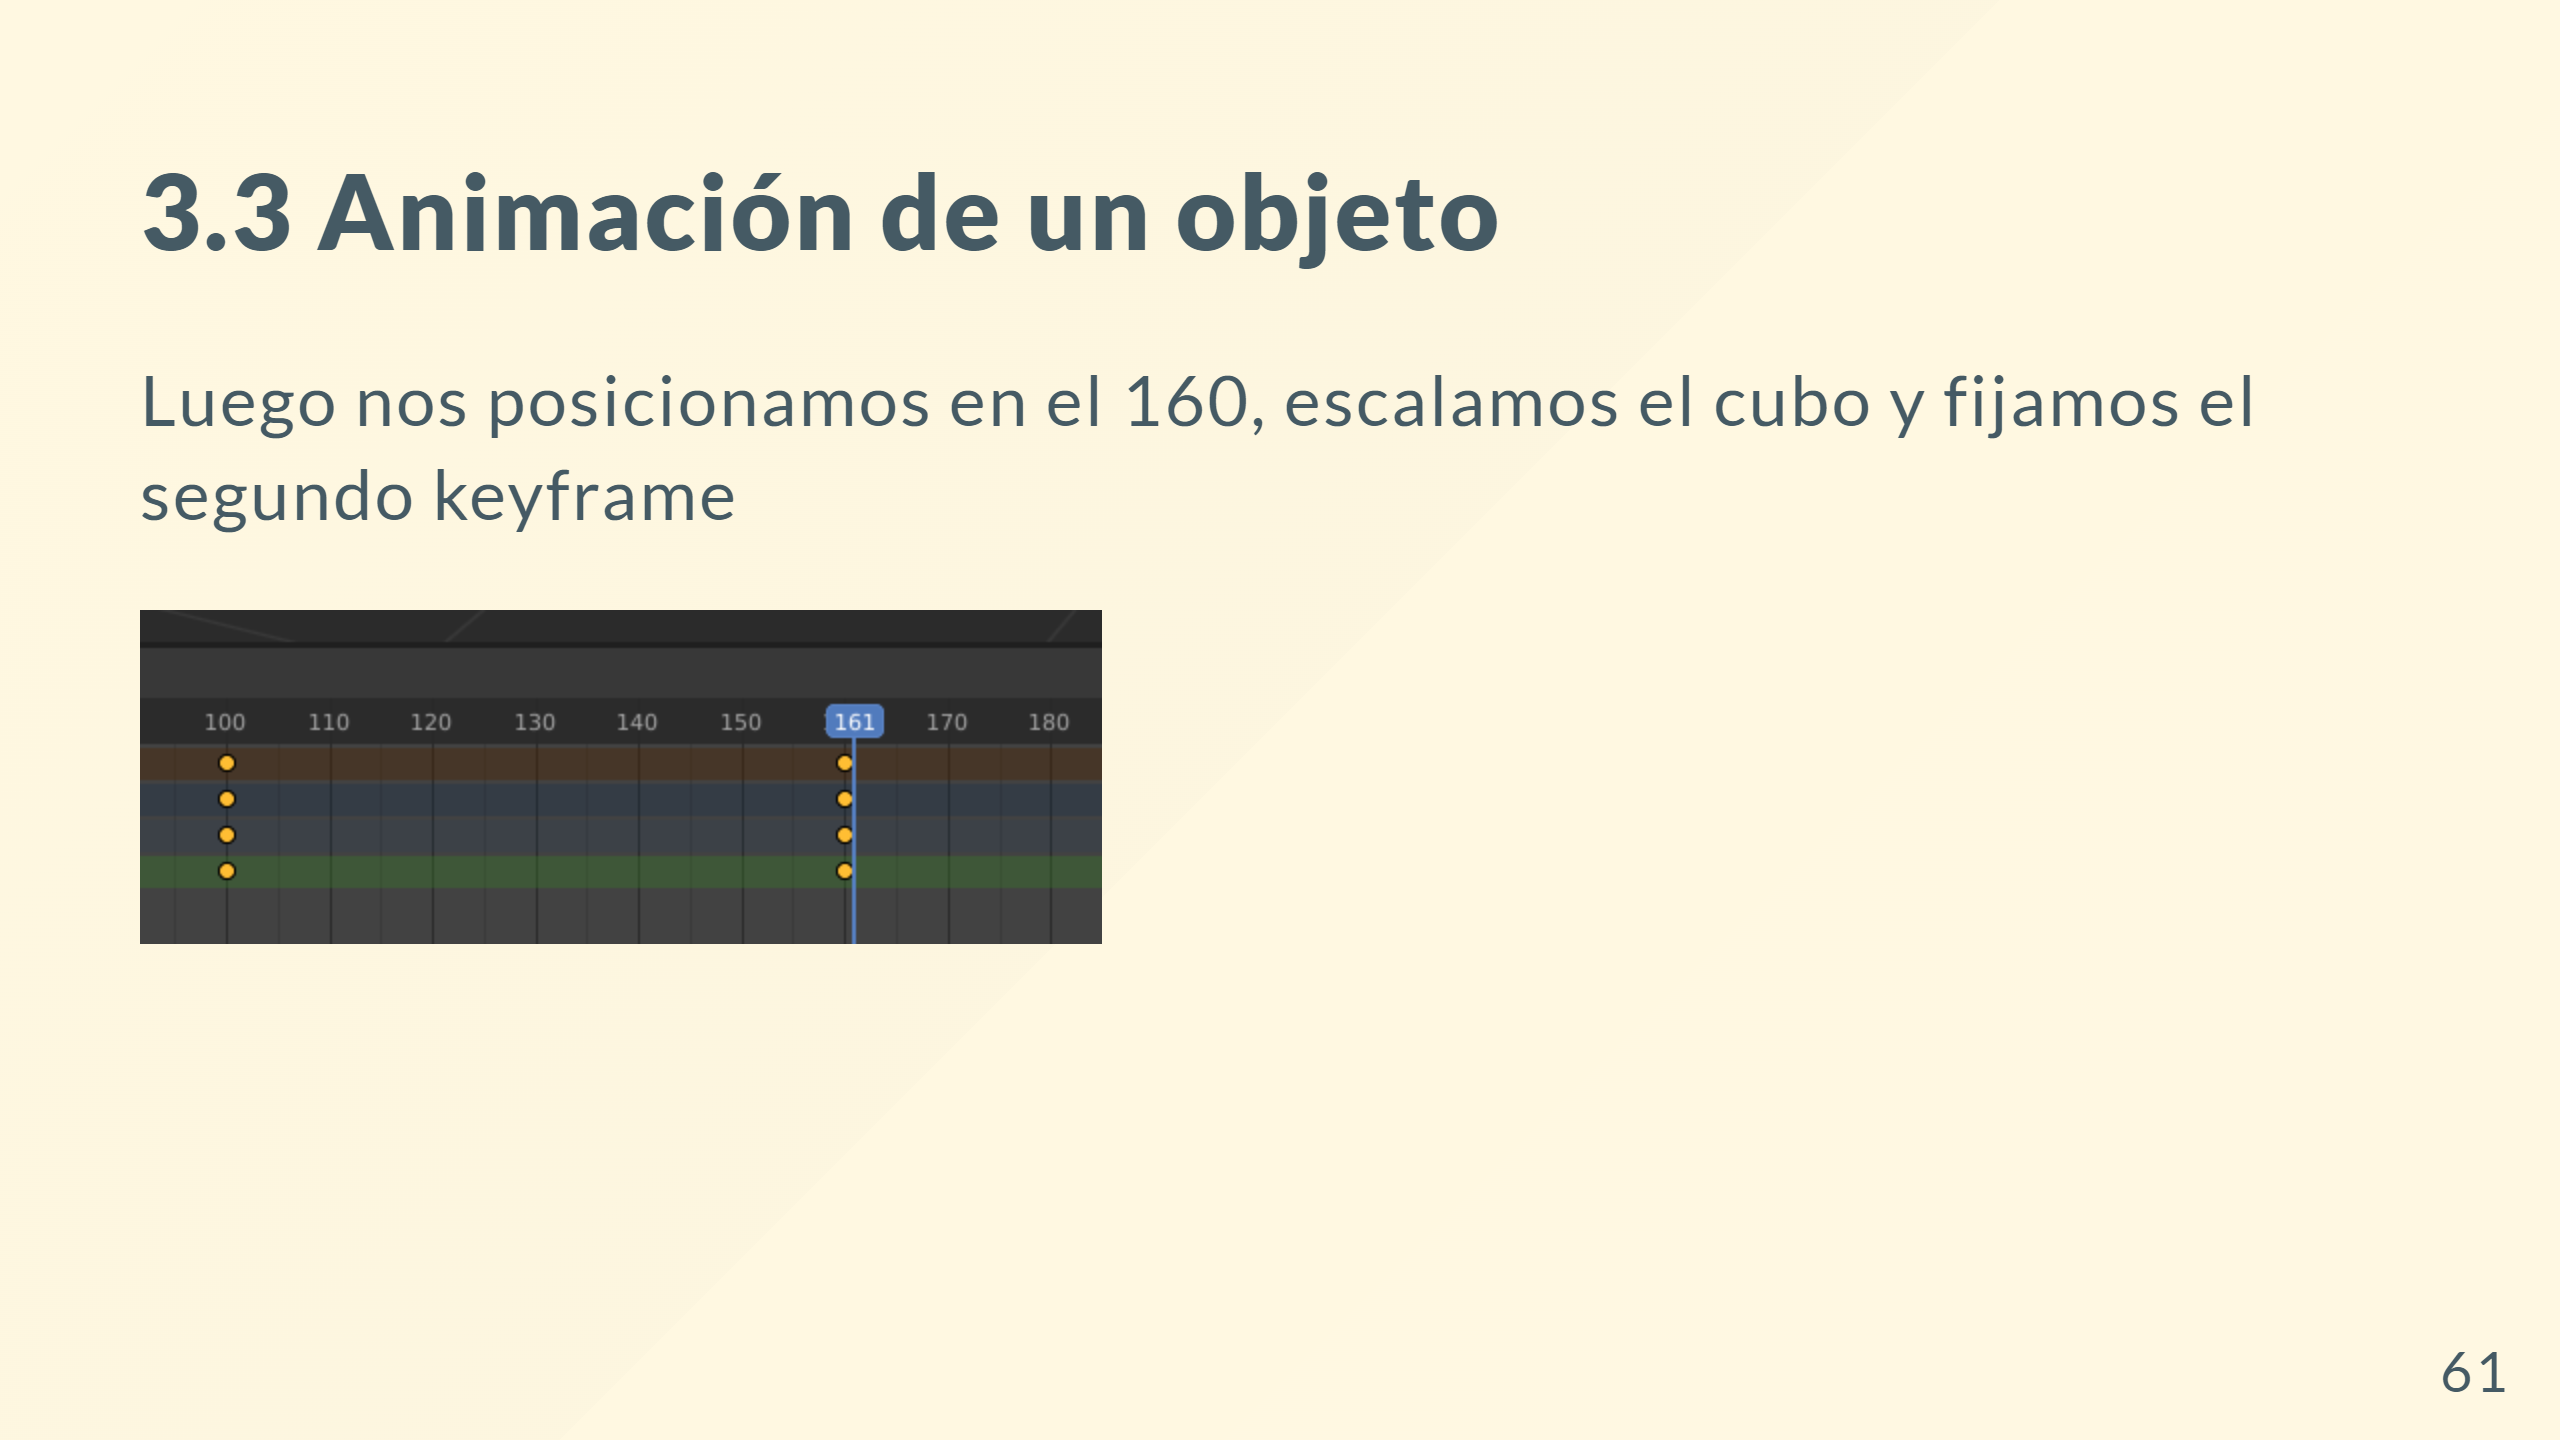 3.3 Animación de un objeto
Luego nos posicionamos en el 160, escalamos el cubo y fijamos el
segundo keyframe
100 110 120 130 140 150 161 170 180
61